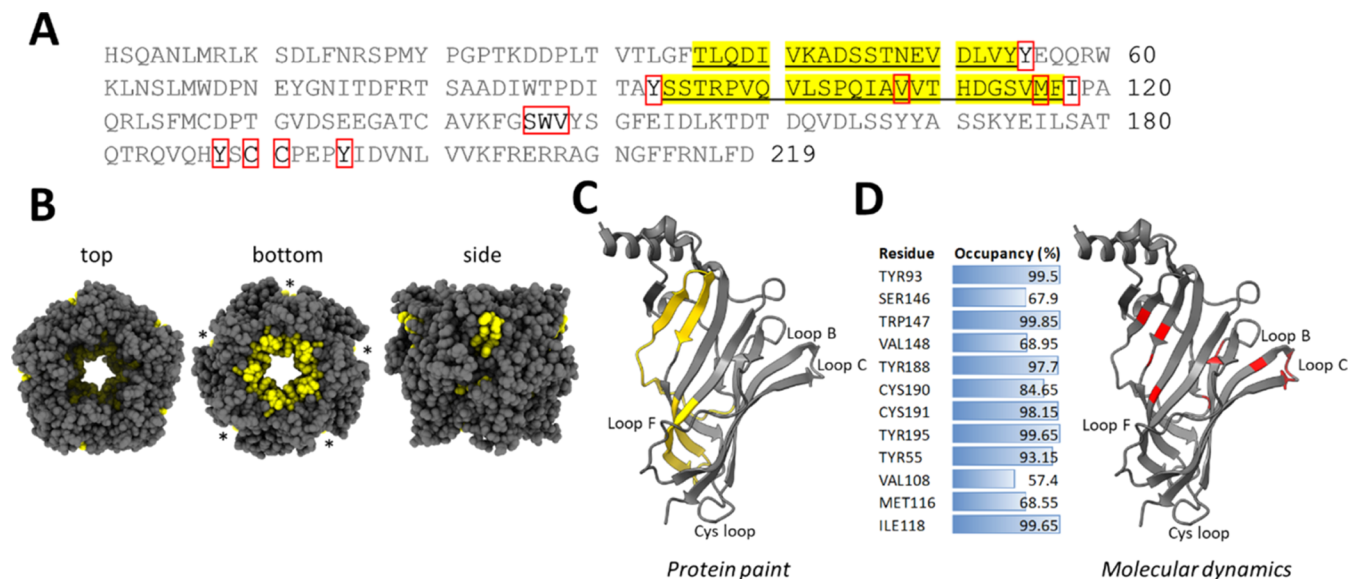 A
HSQANLMRLK SDLFNRSPMY PGPTKDDPLT VTLGFTLQDI VKADSSTNEV DLVYYEQQRW 60
KLNSLMWDPN EYGNITDFRT SAADIWTPDI TAYSSTRPVQ VLSPQIAVVT HDGSVMFIPA 120
QRLSFMCDPT GVDSEEGATC AVKFGSWVYS GFEIDLKTDT DQVDLSSYYA SSKYEILSAT 180
QTRQVQHYSC CPEPYIDVNL VVKFRERRAG NGFFRNLFD 219
B
top
bottom
side
*
*
*
*
*
C
Loop B
Loop C
Loop F
Cys loop
Protein paint
D
Residue Occupancy (%)
TYR93 99.5
SER146 67.9
TRP147 99.85
VAL148 68.95
TYR188 97.7
CYS190 84.65
CYS191 98.15
TYR195 99.65
TYR55 93.15
VAL108 57.4
MET116 68.55
ILE118 99.65
Loop B
Loop C
Loop F
Cys loop
Molecular dynamics